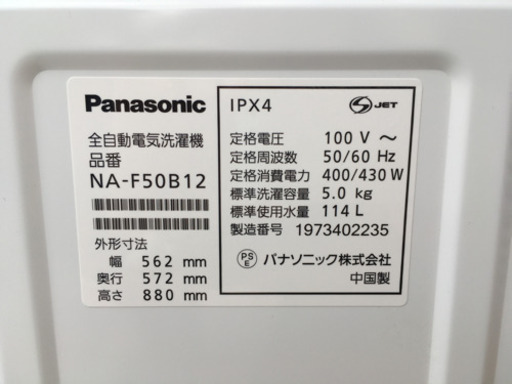 Panasonic
全自動電気洗濯機
品番
NA-F50B12
外形寸法
幅 562 mm
奥行 572 mm
高さ 880 mm
IPX4
S JET
定格電圧 100 V ～
定格周波数 50/60 Hz
定格消費電力 400/430 W
標準洗濯容量 5.0 kg
標準使用水量 114 L
製造番号 1973402235
PS E パナソニック株式会社
中国製